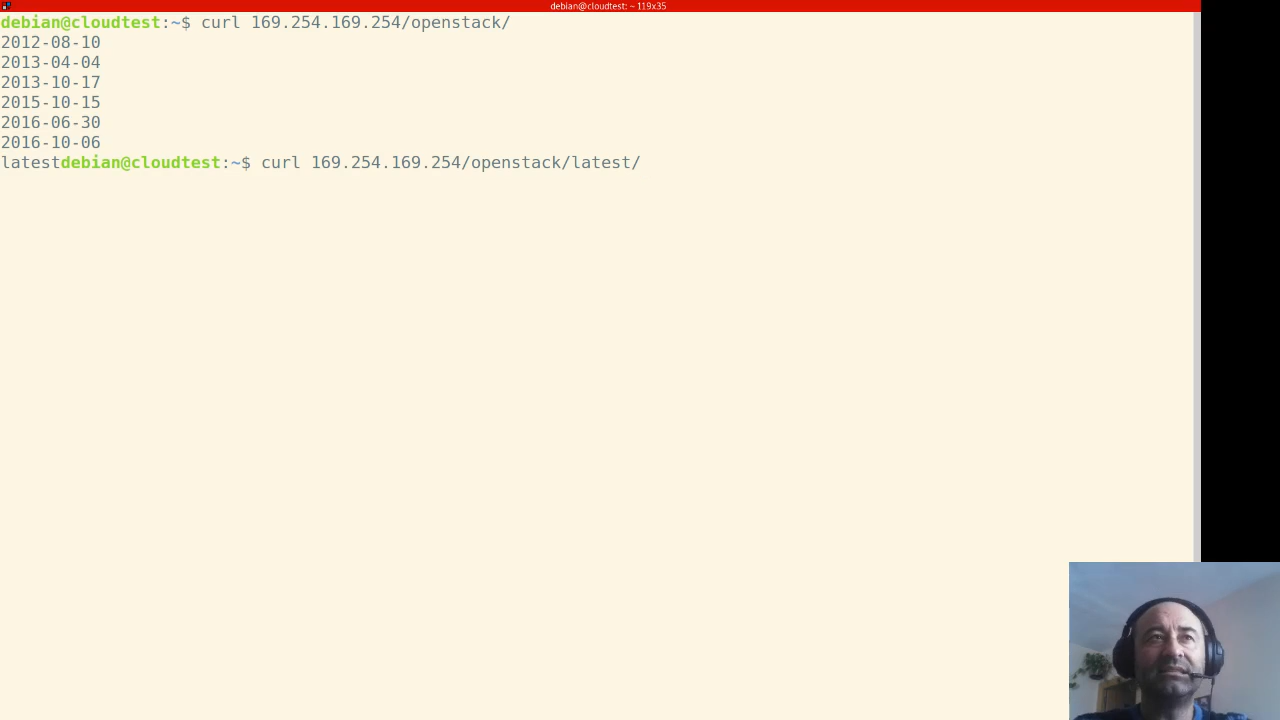 debian@cloudtest: ~ 119x35
debian@cloudtest:~$ curl 169.254.169.254/openstack/
2012-08-10
2013-04-04
2013-10-17
2015-10-15
2016-06-30
2016-10-06
latestdebian@cloudtest:~$ curl 169.254.169.254/openstack/latest/